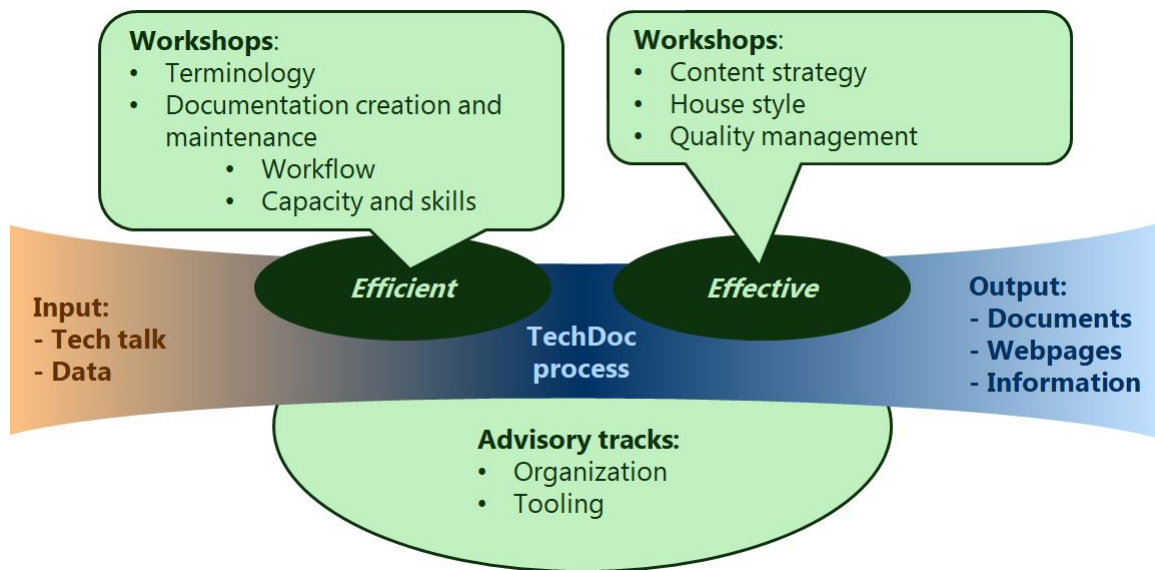 Workshops:
• Terminology
• Documentation creation and
maintenance
• Workflow
• Capacity and skills
Workshops:
• Content strategy
• House style
• Quality management
Efficient
Effective
Input:
- Tech talk
- Data
TechDoc
process
Output:
- Documents
- Webpages
- Information
Advisory tracks:
• Organization
• Tooling